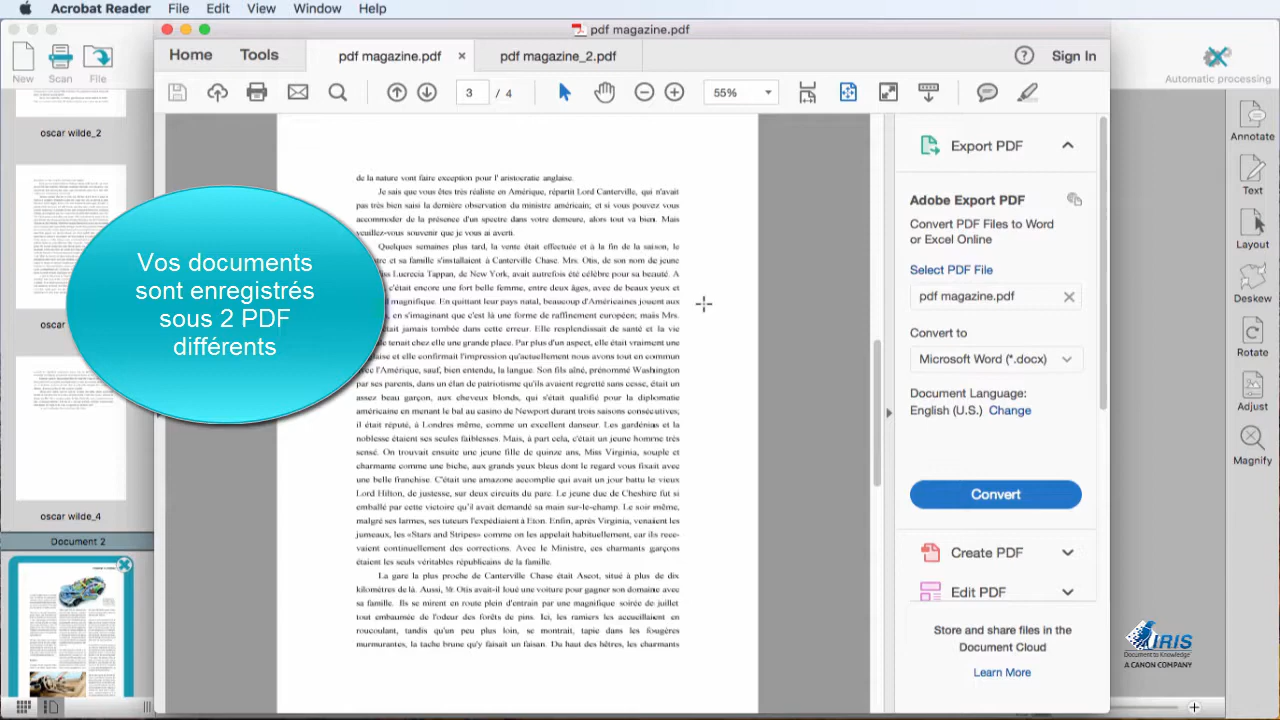 Acrobat Reader File Edit View Window Help
pdf magazine.pdf
New Scan File
Home Tools pdf magazine.pdf × pdf magazine_2.pdf ? Sign In
Automatic processing
3 / 4 55%
oscar wilde_2
Vos documents
sont enregistrés
sous 2 PDF
différents
oscar
oscar wilde_4
Document 2
de la nature vont faire exception pour l' aristocratie anglaise.
Je sais que vous êtes très réaliste en Amérique, répartit Lord Canterville, qui n'avait
pas très bien saisi la dernière observation du ministre américain; et si vous pouvez vous
accommoder de la présence d'un spectre dans votre demeure, alors tout va bien. Mais
veuillez-vous souvenir que je vous ai averti.
Quelques semaines plus tard, la vente était effectuée et à la fin de la saison, le
et sa famille s'installaient à Canterville Chase. Mrs. Otis, de son nom de jeune
Lucrecia Tappan, de New York, avait autrefois été célèbre pour sa beauté. A
c'était encore une fort belle femme, entre deux âges, avec de beaux yeux et
magnifique. En quittant leur pays natal, beaucoup d'Américaines jouent aux
en s'imaginant que c'est là une forme de raffinement européen; mais Mrs.
était jamais tombée dans cette erreur. Elle resplendissait de santé et la vie
tenait chez elle une grande place. Par plus d'un aspect, elle était vraiment une
et elle confirmait l'impression qu'actuellement nous avons tout en commun
l'Amérique, sauf, bien entendu, la langue. Son fils aîné, prénommé Washington
par ses parents, dans un élan de patriotisme qu'ils avaient regretté sans cesse, était un
assez beau garçon, aux cheveux blonds, qui s'était qualifié pour la diplomatie
américaine en menant le bal au casino de Newport durant trois saisons consécutives;
il était réputé, à Londres même, comme un excellent danseur. Les gardénias et la
noblesse étaient ses seules faiblesses. Mais, à part cela, c'était un jeune homme très
sensé. On trouvait ensuite une jeune fille de quinze ans, Miss Virginia, souple et
charmante comme une biche, aux grands yeux bleus dont le regard vous fixait avec
une belle franchise. C'était une amazone accomplie qui avait un jour battu le vieux
Lord Hilton, de justesse, sur deux circuits du parc. Le jeune duc de Cheshire fut si
emballé par cette victoire qu'il avait demandé sa main sur-le-champ. Le soir même,
malgré ses larmes, ses tuteurs l'expédiaient à Eton. Enfin, après Virginia, venaient les
jumeaux, les «Stars and Stripes» comme on les appelait habituellement, car ils rece-
vaient continuellement des corrections. Avec le Ministre, ces charmants garçons
étaient les seuls véritables républicains de la famille.
La gare la plus proche de Canterville Chase était Ascot, situé à plus de dix
kilomètres de là. Aussi, Mr. Otis avait-il loué une voiture pour gagner son domaine avec
sa famille. Ils se mirent en route plein d'entrain par une magnifique soirée de juillet
tout embaumée de l'odeur des forêts de pins. Ici, les ramiers les accueillaient en
roucoulant, tandis qu'un peu plus loin, se montrait, tapie dans les fougères
murmurantes, la tache brune qu'y faisait un faisan. Du haut des hêtres, les charmants
Export PDF
Adobe Export PDF
Convert PDF Files to Word
or Excel Online
Select PDF File
pdf magazine.pdf
Convert to
Microsoft Word (*.docx)
Document Language:
English (U.S.) Change
Convert
Create PDF
Edit PDF
Store and share files in the
Document Cloud
Learn More
Annotate
Text
Layout
Deskew
Rotate
Adjust
Magnify
IRIS
Document to Knowledge
A CANON COMPANY